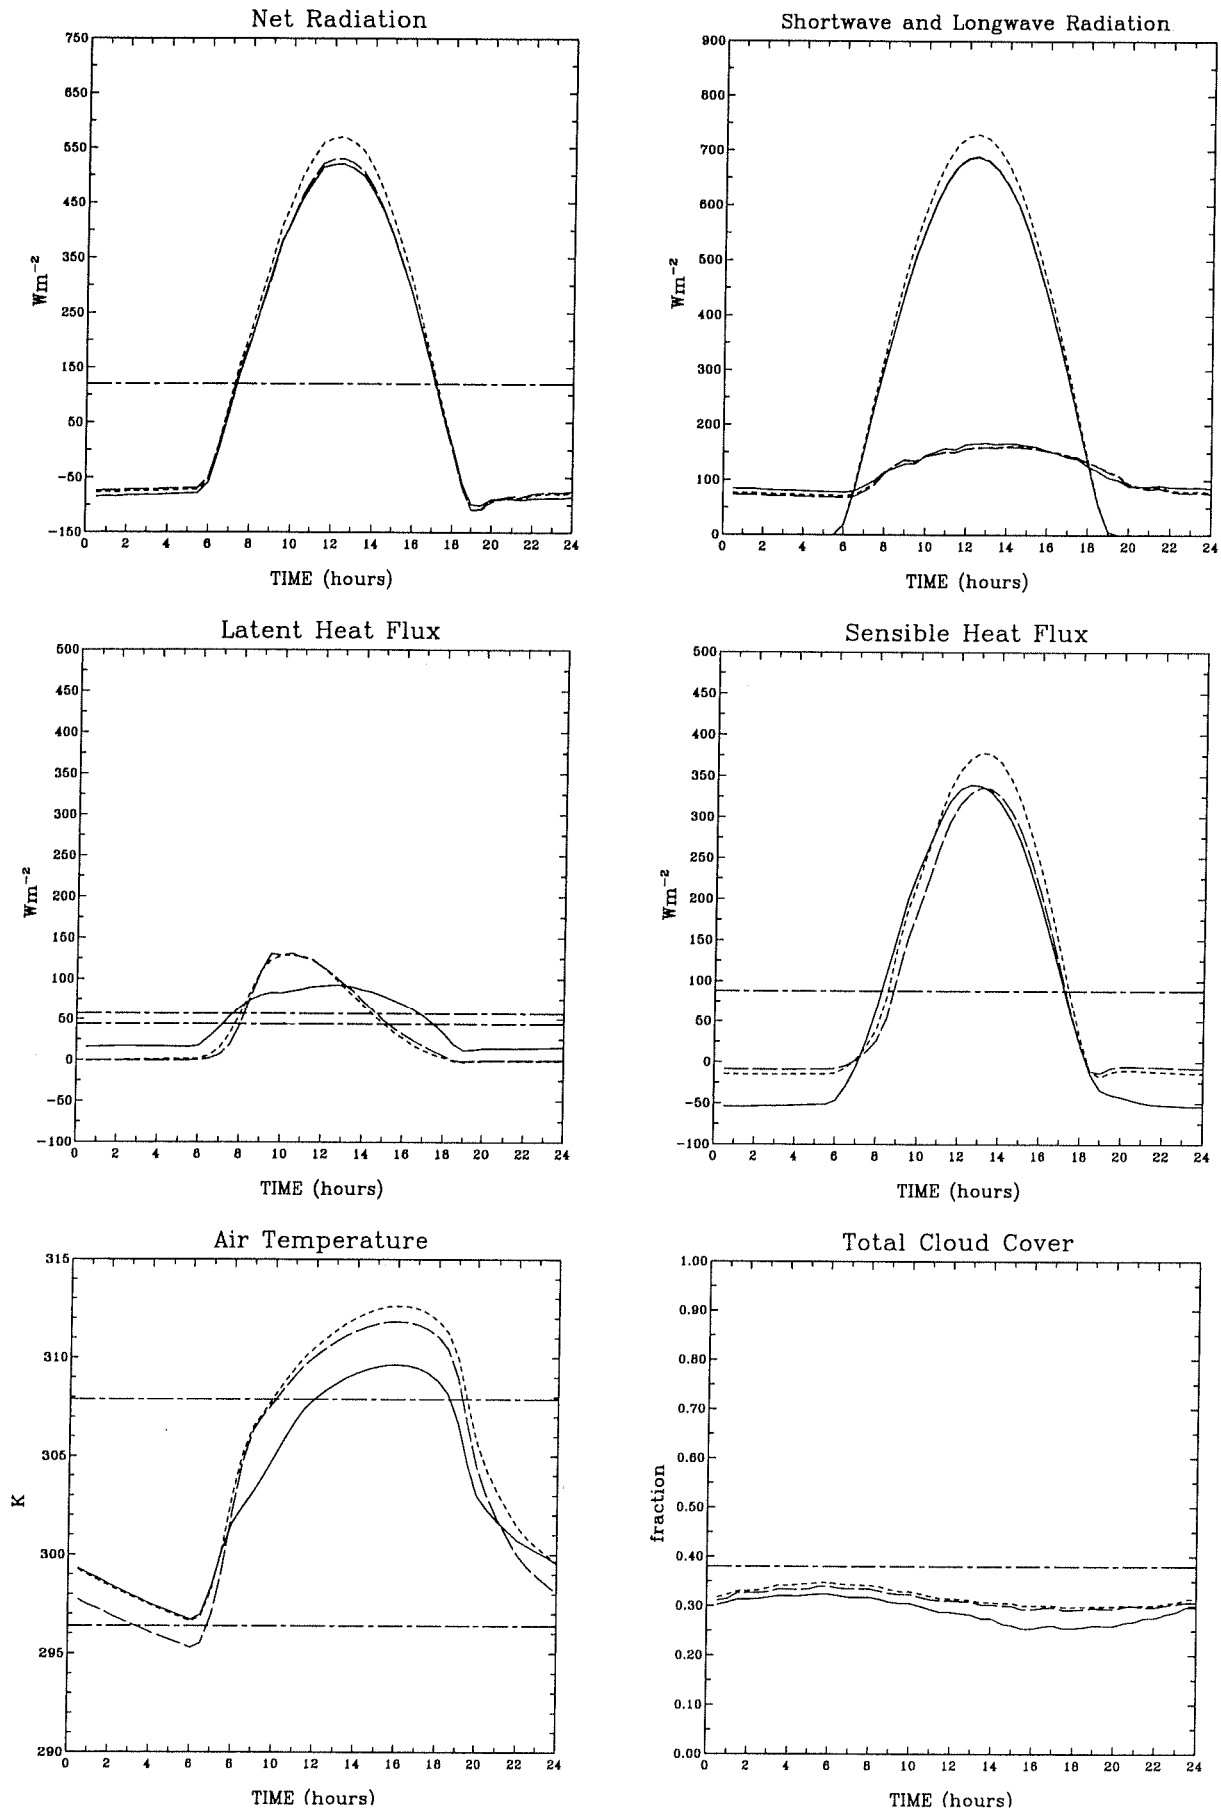 Net Radiation
750
650
550
450
350
250
150
50
-50
-150
Wm-2
0 2 4 6 8 10 12 14 16 18 20 22 24
TIME (hours)
Shortwave and Longwave Radiation
900
800
700
600
500
400
300
200
100
0
Wm-2
0 2 4 6 8 10 12 14 16 18 20 22 24
TIME (hours)
Latent Heat Flux
500
450
400
350
300
250
200
150
100
50
0
-50
-100
Wm-2
0 2 4 6 8 10 12 14 16 18 20 22 24
TIME (hours)
Sensible Heat Flux
500
450
400
350
300
250
200
150
100
50
0
-50
-100
Wm-2
0 2 4 6 8 10 12 14 16 18 20 22 24
TIME (hours)
Air Temperature
315
310
305
300
295
290
K
0 2 4 6 8 10 12 14 16 18 20 22 24
TIME (hours)
Total Cloud Cover
1.00
0.90
0.80
0.70
0.60
0.50
0.40
0.30
0.20
0.10
0.00
fraction
0 2 4 6 8 10 12 14 16 18 20 22 24
TIME (hours)